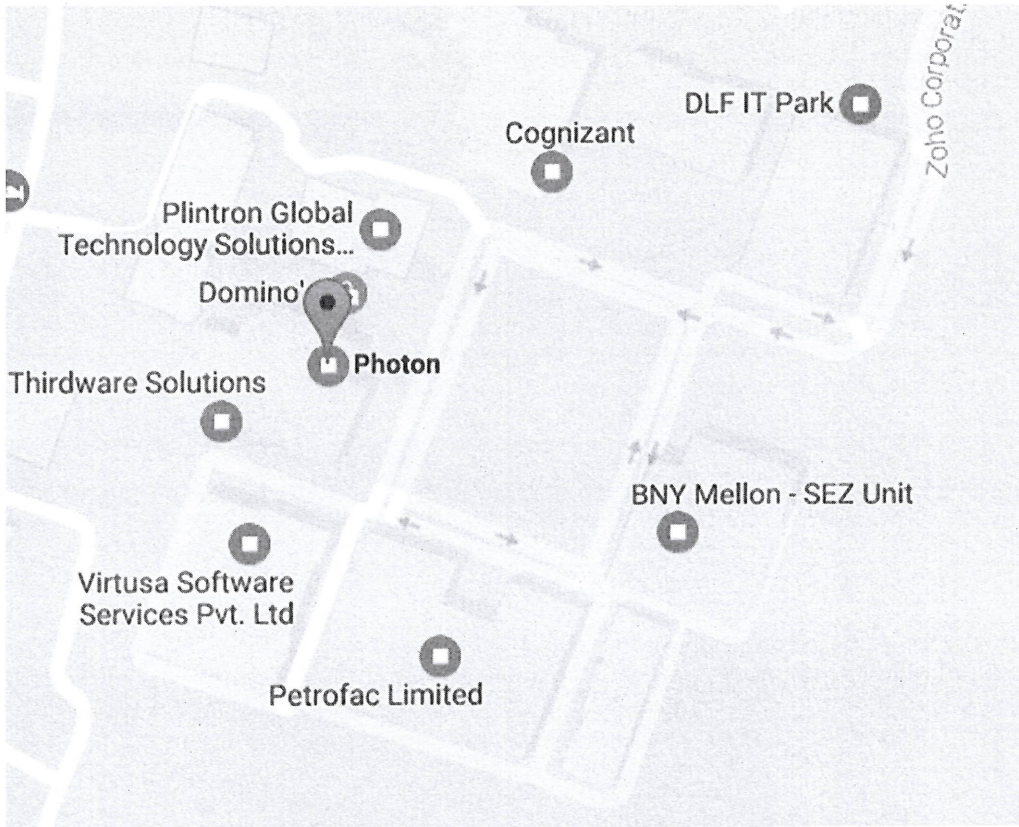 Zoho Corporat
DLF IT Park
Cognizant
Plintron Global
Technology Solutions...
Domino'
Photon
Thirdware Solutions
BNY Mellon - SEZ Unit
Virtusa Software
Services Pvt. Ltd
Petrofac Limited